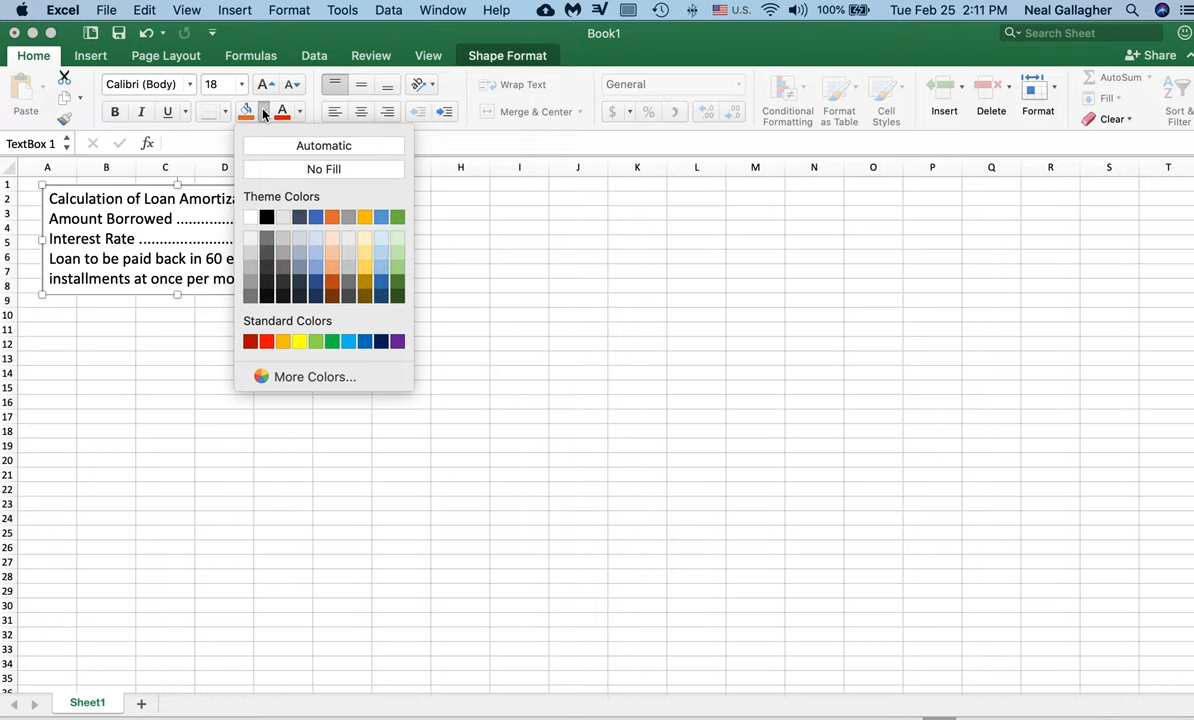 Excel File Edit View Insert Format Tools Data Window Help U.S. 100% Tue Feb 25 2:11 PM Neal Gallagher
Book1 Search Sheet
Home Insert Page Layout Formulas Data Review View Shape Format Share
Paste Calibri (Body) 18 A A Wrap Text General Conditional Formatting Format as Table Cell Styles Insert Delete Format AutoSum Fill Clear Sort & Filter
B I U A Merge & Center $ %
TextBox 1 fx
Automatic
No Fill
Theme Colors
Standard Colors
More Colors...
A B C D H I J K L M N O P Q R S T
1
2
3
4
5
6
7
8
9
10
11
12
13
14
15
16
17
18
19
20
21
22
23
24
25
26
27
28
29
30
31
32
33
34
35
Calculation of Loan Amortiza
Amount Borrowed ..............
Interest Rate .......................
Loan to be paid back in 60 e
installments at once per mo
Sheet1 +